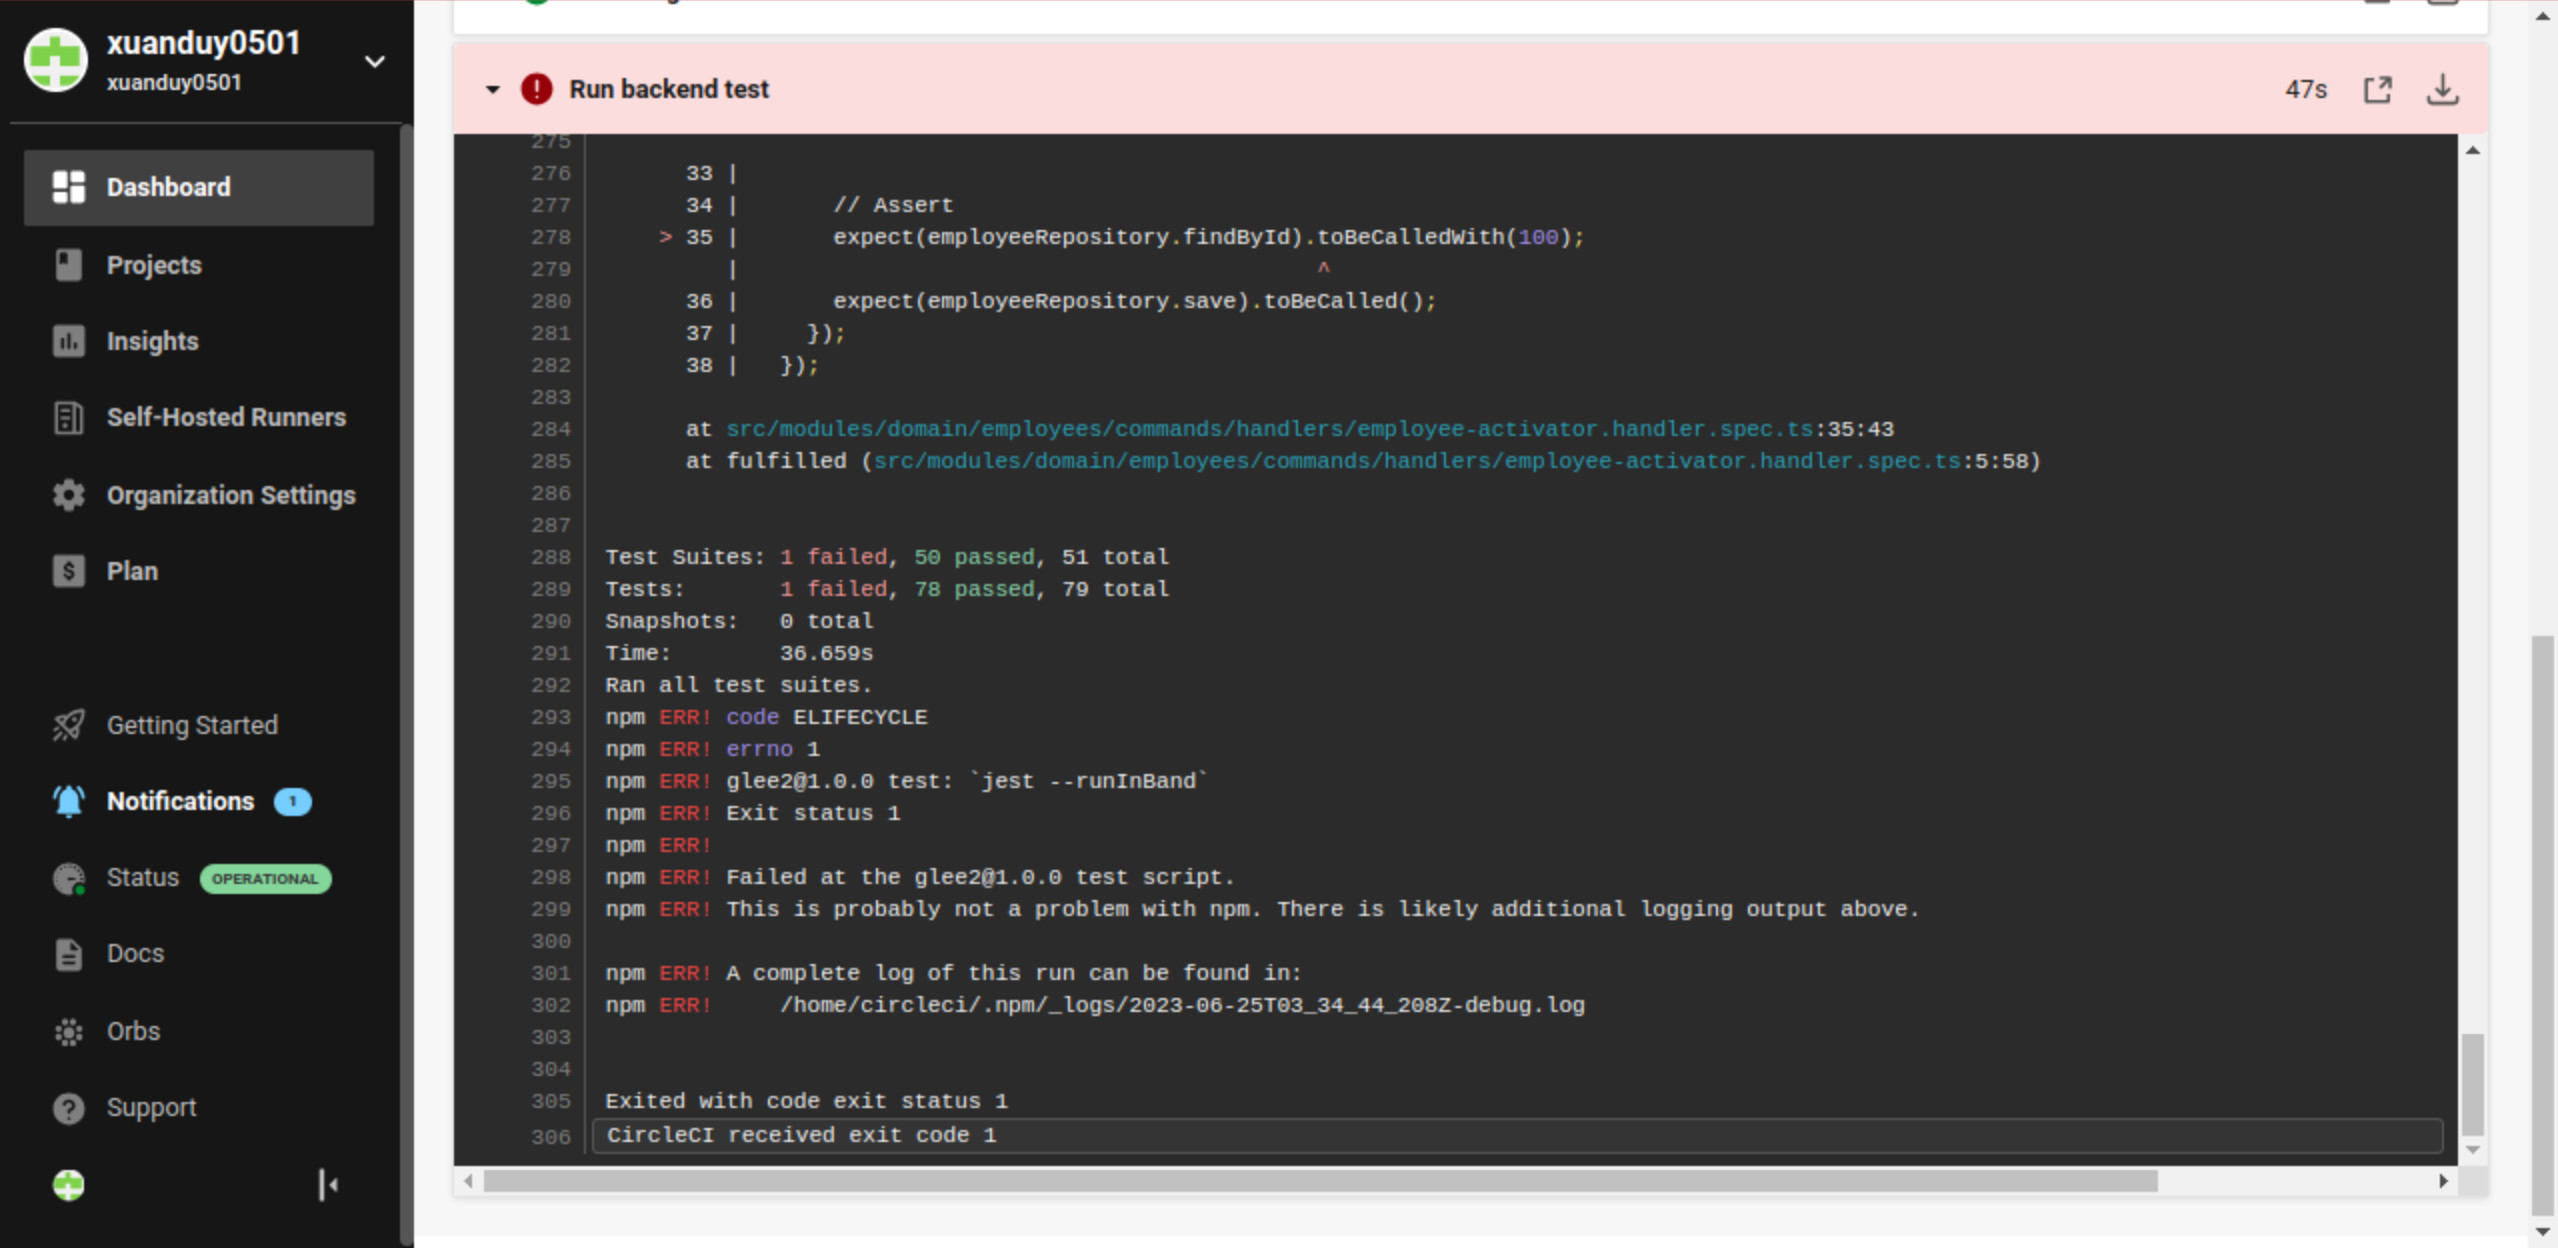 xuanduy0501
xuanduy0501
Dashboard
Projects
Insights
Self-Hosted Runners
Organization Settings
Plan
Getting Started
Notifications 1
Status OPERATIONAL
Docs
Orbs
Support
Run backend test 47s
275
276 33 |
277 34 | // Assert
278 > 35 | expect(employeeRepository.findById).toBeCalledWith(100);
279 | ^
280 36 | expect(employeeRepository.save).toBeCalled();
281 37 | });
282 38 | });
283
284 at src/modules/domain/employees/commands/handlers/employee-activator.handler.spec.ts:35:43
285 at fulfilled (src/modules/domain/employees/commands/handlers/employee-activator.handler.spec.ts:5:58)
286
287
288 Test Suites: 1 failed, 50 passed, 51 total
289 Tests: 1 failed, 78 passed, 79 total
290 Snapshots: 0 total
291 Time: 36.659s
292 Ran all test suites.
293 npm ERR! code ELIFECYCLE
294 npm ERR! errno 1
295 npm ERR! glee2@1.0.0 test: `jest --runInBand`
296 npm ERR! Exit status 1
297 npm ERR!
298 npm ERR! Failed at the glee2@1.0.0 test script.
299 npm ERR! This is probably not a problem with npm. There is likely additional logging output above.
300
301 npm ERR! A complete log of this run can be found in:
302 npm ERR! /home/circleci/.npm/_logs/2023-06-25T03_34_44_208Z-debug.log
303
304
305 Exited with code exit status 1
306 CircleCI received exit code 1